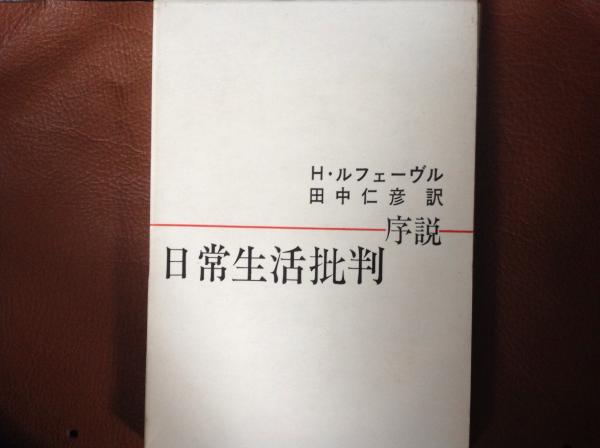 H・ルフェーヴル
田中仁彦 訳
序説
日常生活批判